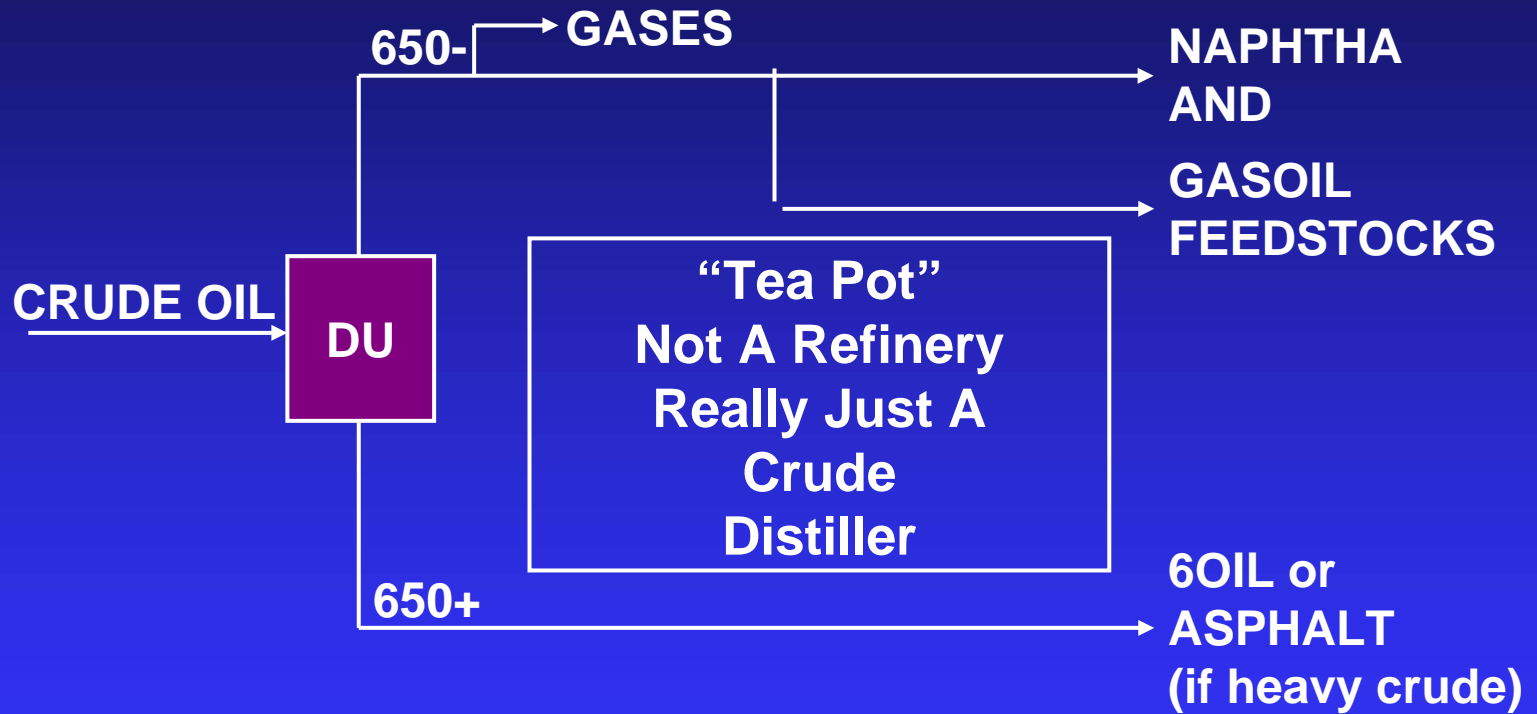 650-
GASES
NAPHTHA
AND
GASOIL
FEEDSTOCKS
CRUDE OIL
DU
“Tea Pot”
Not A Refinery
Really Just A
Crude
Distiller
650+
6OIL or
ASPHALT
(if heavy crude)